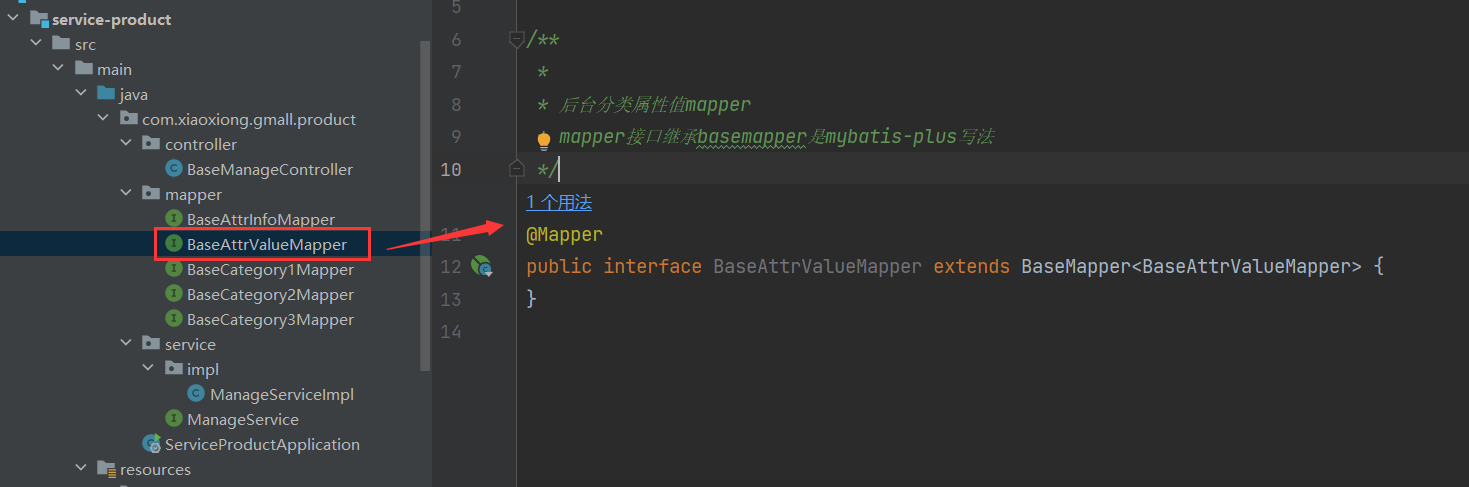 service-product
src
main
java
com.xiaoxiong.gmall.product
controller
BaseManageController
mapper
BaseAttrInfoMapper
BaseAttrValueMapper
BaseCategory1Mapper
BaseCategory2Mapper
BaseCategory3Mapper
service
impl
ManageServiceImpl
ManageService
ServiceProductApplication
resources
5
6 /**
7 *
8 * 后台分类属性值mapper
9 mapper接口继承basemapper是mybatis-plus写法
10 */
1 个用法
11 @Mapper
12 public interface BaseAttrValueMapper extends BaseMapper<BaseAttrValueMapper> {
13 }
14